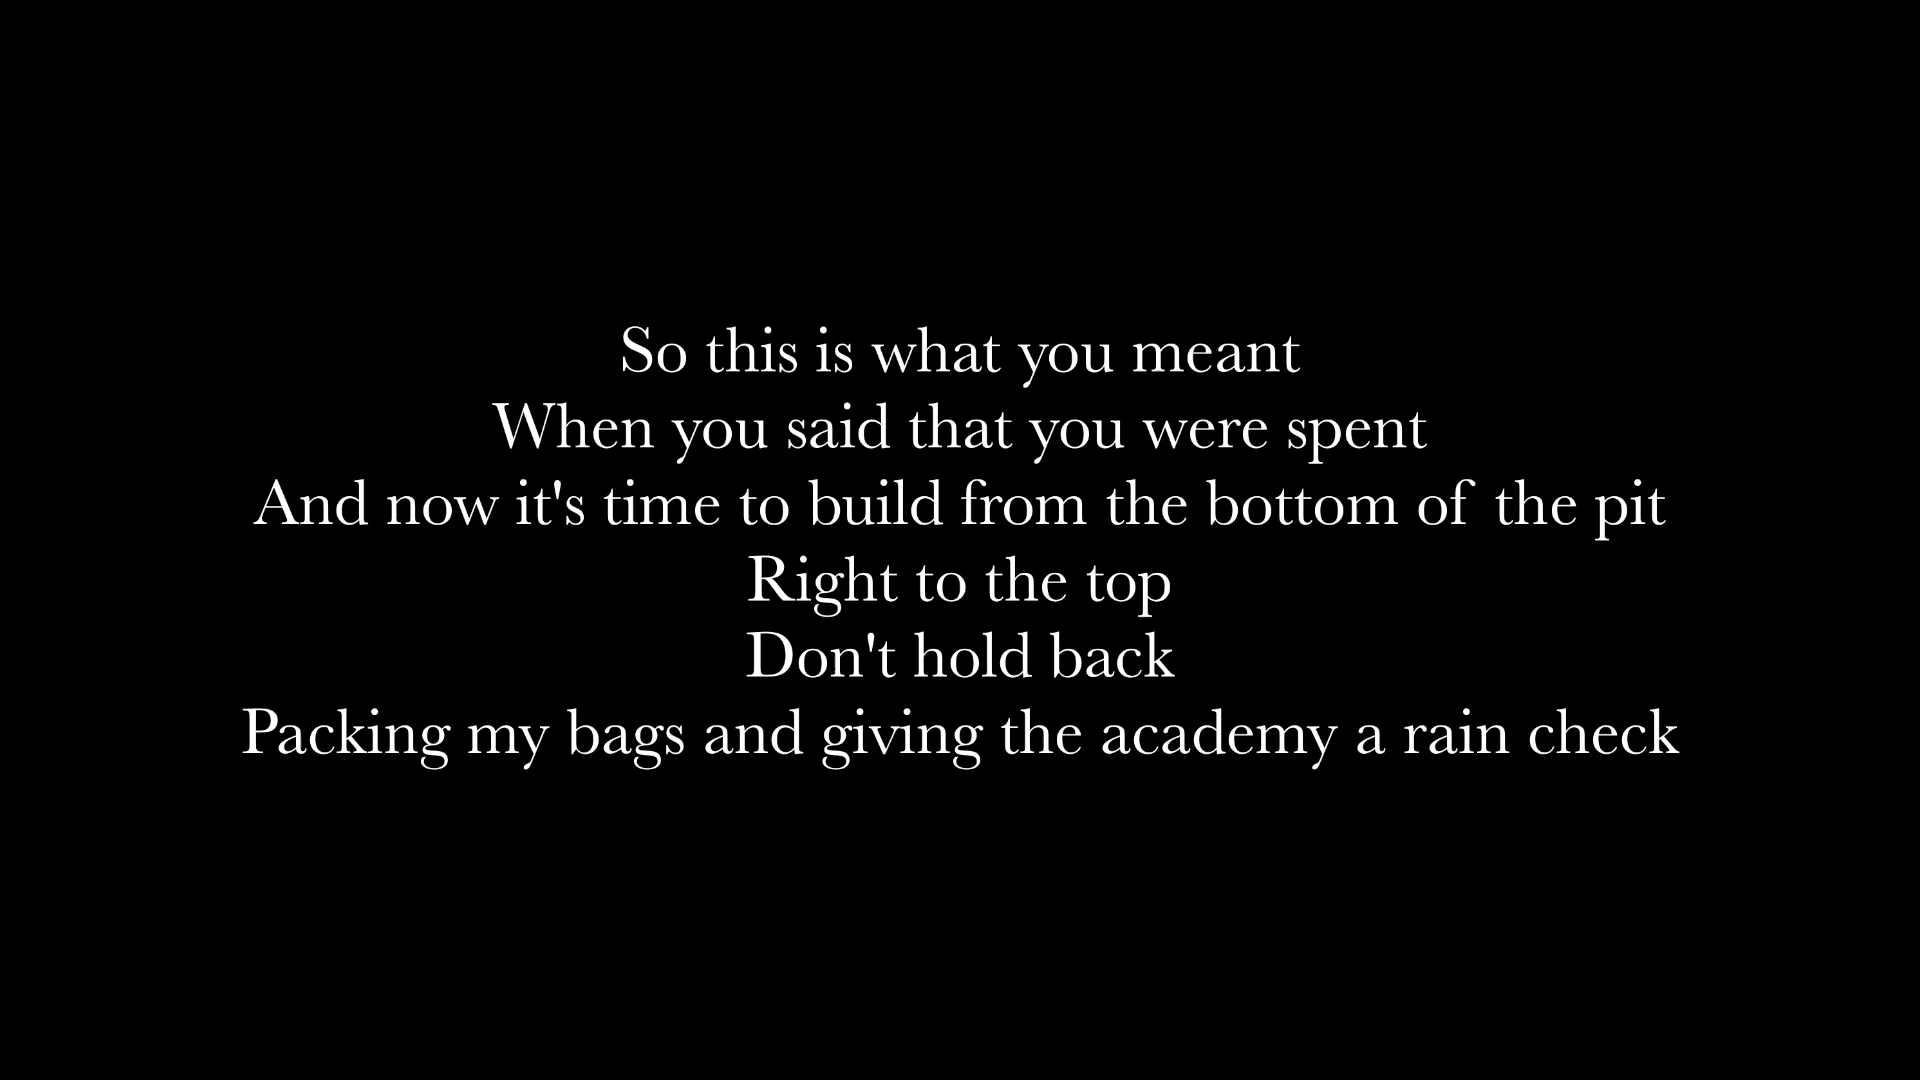 So this is what you meant
When you said that you were spent
And now it's time to build from the bottom of the pit
Right to the top
Don't hold back
Packing my bags and giving the academy a rain check